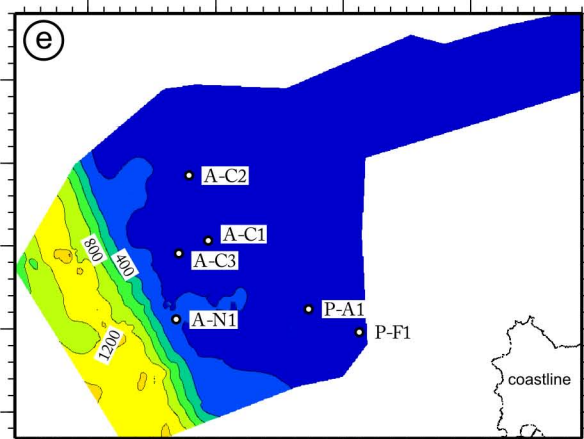 e
A-C2
A-C1
A-C3
800
400
A-N1
P-A1
P-F1
1200
coastline